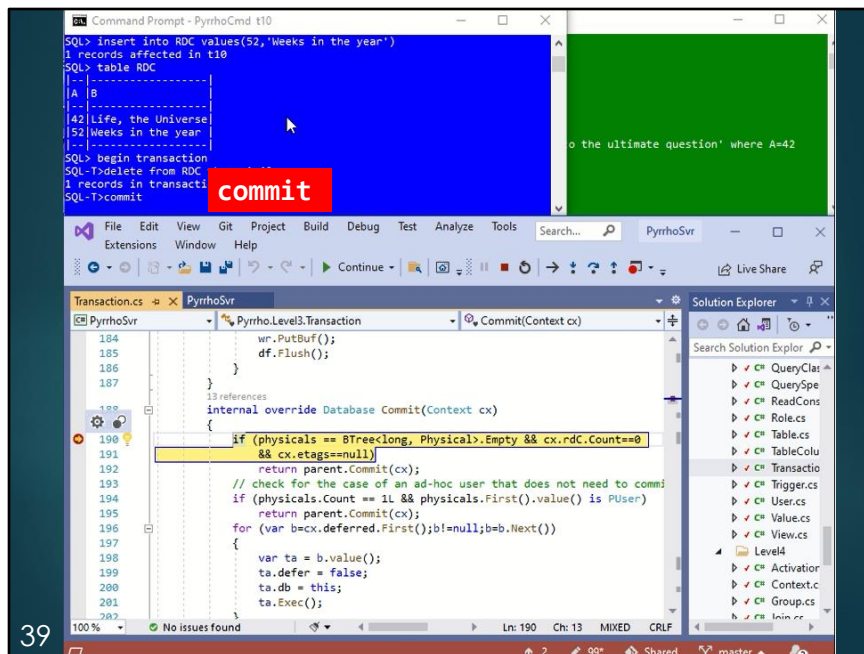 Command Prompt - PyrrhoCmd t10
SQL> insert into RDC values(52,'Weeks in the year')
1 records affected in t10
SQL> table RDC
|--|-----------------|
|A |B                |
|--|-----------------|
|42|Life, the Universe|
|52|Weeks in the year |
|--|-----------------|
SQL> begin transaction
SQL-T>delete from RDC
1 records in transacti
SQL-T>commit
commit
o the ultimate question' where A=42
File Edit View Git Project Build Debug Test Analyze Tools Search... PyrrhoSvr
Extensions Window Help
Continue Live Share
Transaction.cs PyrrhoSvr Solution Explorer
C# PyrrhoSvr Pyrrho.Level3.Transaction Commit(Context cx)
Search Solution Explor
184 wr.PutBuf();
185 df.Flush();
186 }
187 }
13 references
188 internal override Database Commit(Context cx)
{
190 if (physicals == BTree<long, Physical>.Empty && cx.rdC.Count==0
191 && cx.etags==null)
192 return parent.Commit(cx);
193 // check for the case of an ad-hoc user that does not need to commi
194 if (physicals.Count == 1L && physicals.First().value() is PUser)
195 return parent.Commit(cx);
196 for (var b=cx.deferred.First();b!=null;b=b.Next())
197 {
198 var ta = b.value();
199 ta.defer = false;
200 ta.db = this;
201 ta.Exec();
202 }
C# QueryClas
C# QuerySpe
C# ReadCons
C# Role.cs
C# Table.cs
C# TableColu
C# Transactio
C# Trigger.cs
C# User.cs
C# Value.cs
C# View.cs
Level4
C# Activation
C# Context.c
C# Group.cs
C# Join.cs
100 % No issues found Ln: 190 Ch: 13 MIXED CRLF
2 99* Shared master
39